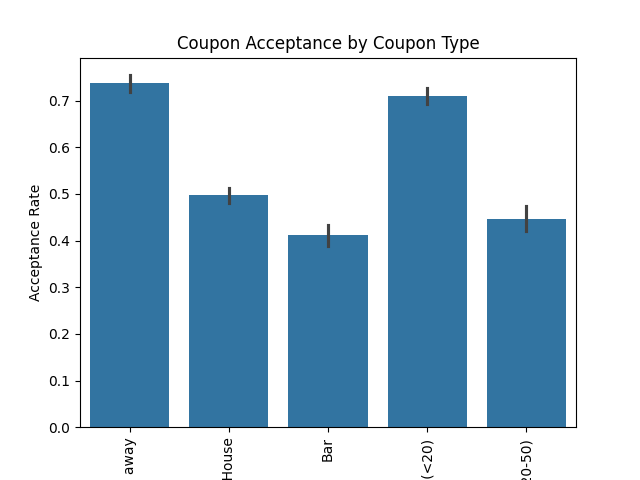 Coupon Acceptance by Coupon Type
Acceptance Rate
0.7
0.6
0.5
0.4
0.3
0.2
0.1
0.0
away
House
Bar
(<20)
20-50)